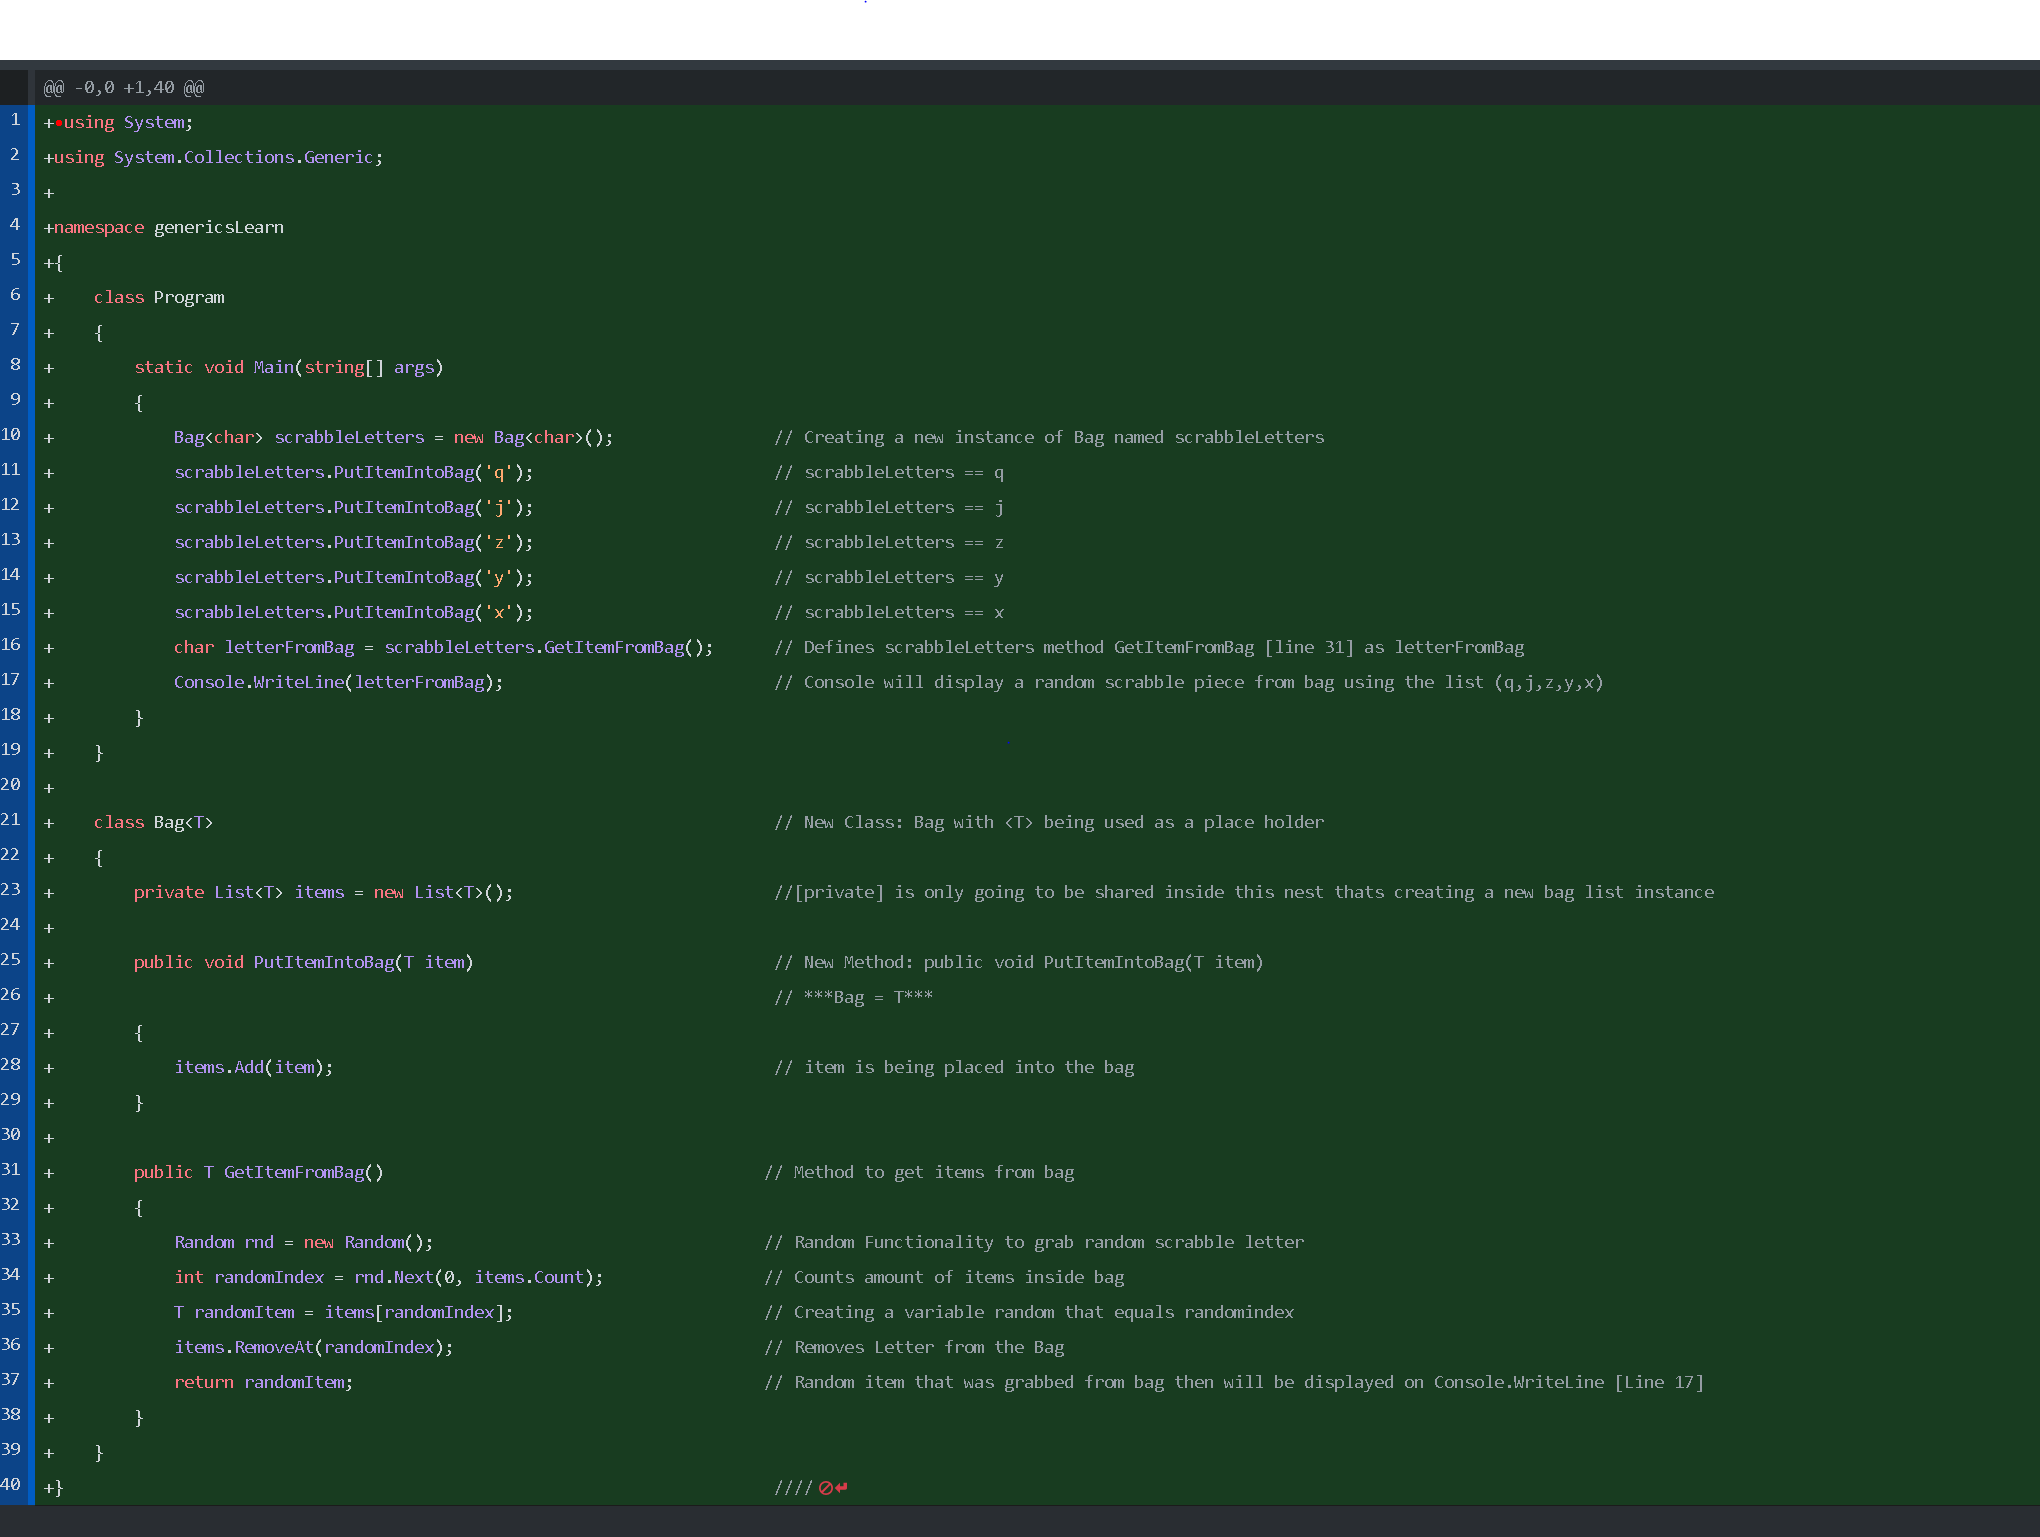 @@ -0,0 +1,40 @@
1 +using System;
2 +using System.Collections.Generic;
3 +
4 +namespace genericsLearn
5 +{
6 +    class Program
7 +    {
8 +        static void Main(string[] args)
9 +        {
10 +            Bag<char> scrabbleLetters = new Bag<char>();                // Creating a new instance of Bag named scrabbleLetters
11 +            scrabbleLetters.PutItemIntoBag('q');                        // scrabbleLetters == q
12 +            scrabbleLetters.PutItemIntoBag('j');                        // scrabbleLetters == j
13 +            scrabbleLetters.PutItemIntoBag('z');                        // scrabbleLetters == z
14 +            scrabbleLetters.PutItemIntoBag('y');                        // scrabbleLetters == y
15 +            scrabbleLetters.PutItemIntoBag('x');                        // scrabbleLetters == x
16 +            char letterFromBag = scrabbleLetters.GetItemFromBag();      // Defines scrabbleLetters method GetItemFromBag [line 31] as letterFromBag
17 +            Console.WriteLine(letterFromBag);                           // Console will display a random scrabble piece from bag using the list (q,j,z,y,x)
18 +        }
19 +    }
20 +
21 +    class Bag<T>                                                        // New Class: Bag with <T> being used as a place holder
22 +    {
23 +        private List<T> items = new List<T>();                          //[private] is only going to be shared inside this nest thats creating a new bag list instance
24 +
25 +        public void PutItemIntoBag(T item)                              // New Method: public void PutItemIntoBag(T item)
26 +                                                                        // ***Bag = T***
27 +        {
28 +            items.Add(item);                                            // item is being placed into the bag
29 +        }
30 +
31 +        public T GetItemFromBag()                                      // Method to get items from bag
32 +        {
33 +            Random rnd = new Random();                                 // Random Functionality to grab random scrabble letter
34 +            int randomIndex = rnd.Next(0, items.Count);                // Counts amount of items inside bag
35 +            T randomItem = items[randomIndex];                         // Creating a variable random that equals randomindex
36 +            items.RemoveAt(randomIndex);                               // Removes Letter from the Bag
37 +            return randomItem;                                         // Random item that was grabbed from bag then will be displayed on Console.WriteLine [Line 17]
38 +        }
39 +    }
40 +}                                                                       ////